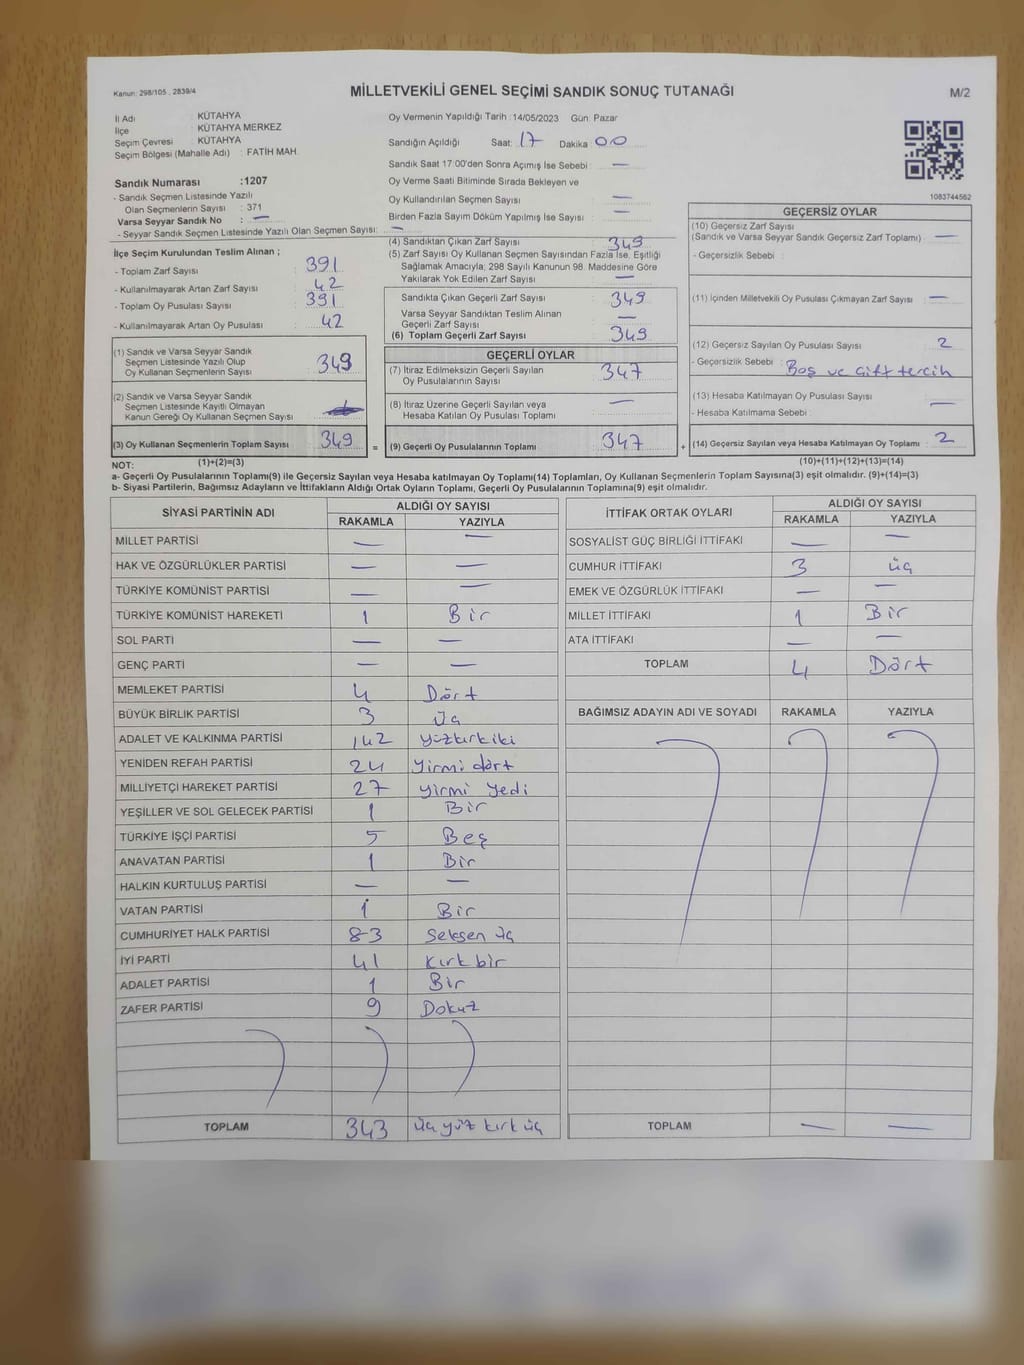 Kanun: 298/105 , 2839/4
MİLLETVEKİLİ GENEL SEÇİMİ SANDIK SONUÇ TUTANAĞI
M/2
İl Adı : KÜTAHYA
İlçe : KÜTAHYA MERKEZ
Seçim Çevresi : KÜTAHYA
Seçim Bölgesi (Mahalle Adı) : FATİH MAH.
Sandık Numarası :1207
- Sandık Seçmen Listesinde Yazılı
Olan Seçmenlerin Sayısı : 371
Varsa Seyyar Sandık No : —
- Seyyar Sandık Seçmen Listesinde Yazılı Olan Seçmen Sayısı: —
Oy Vermenin Yapıldığı Tarih :14/05/2023 Gün: Pazar
Sandığın Açıldığı Saat: 17 Dakika 00
Sandık Saat 17:00'den Sonra Açımış İse Sebebi : —
Oy Verme Saati Bitiminde Sırada Bekleyen ve
Oy Kullandırılan Seçmen Sayısı : —
Birden Fazla Sayım Döküm Yapılmış İse Sayısı : —
1083744562
İlçe Seçim Kurulundan Teslim Alınan ;
- Toplam Zarf Sayısı : 391
- Kullanılmayarak Artan Zarf Sayısı : 42
- Toplam Oy Pusulası Sayısı : 391
- Kullanılmayarak Artan Oy Pusulası : 42
(1) Sandık ve Varsa Seyyar Sandık
Seçmen Listesinde Yazılı Olup
Oy Kullanan Seçmenlerin Sayısı : 349
(2) Sandık ve Varsa Seyyar Sandık
Seçmen Listesinde Kayıtlı Olmayan
Kanun Gereği Oy Kullanan Seçmen Sayısı :
(3) Oy Kullanan Seçmenlerin Toplam Sayısı : 349 =
(1)+(2)=(3)
(4) Sandıktan Çıkan Zarf Sayısı : 349
(5) Zarf Sayısı Oy Kullanan Seçmen Sayısından Fazla İse, Eşitliği
Sağlamak Amacıyla; 298 Sayılı Kanunun 98. Maddesine Göre
Yakılarak Yok Edilen Zarf Sayısı : —
Sandıkta Çıkan Geçerli Zarf Sayısı : 349
Varsa Seyyar Sandıktan Teslim Alınan
Geçerli Zarf Sayısı : —
(6) Toplam Geçerli Zarf Sayısı : 349
GEÇERLİ OYLAR
(7) İtiraz Edilmeksizin Geçerli Sayılan
Oy Pusulalarının Sayısı : 347
(8) İtiraz Üzerine Geçerli Sayılan veya
Hesaba Katılan Oy Pusulası Toplamı : —
(9) Geçerli Oy Pusulalarının Toplamı : 347 +
GEÇERSİZ OYLAR
(10) Geçersiz Zarf Sayısı
(Sandık ve Varsa Seyyar Sandık Geçersiz Zarf Toplamı) : —
- Geçersizlik Sebebi :
(11) İçinden Milletvekili Oy Pusulası Çıkmayan Zarf Sayısı : —
(12) Geçersiz Sayılan Oy Pusulası Sayısı : 2
- Geçersizlik Sebebi : Boş ve çift tercih
(13) Hesaba Katılmayan Oy Pusulası Sayısı : —
- Hesaba Katılmama Sebebi :
(14) Geçersiz Sayılan veya Hesaba Katılmayan Oy Toplamı : 2
(10)+(11)+(12)+(13)=(14)
NOT:
a- Geçerli Oy Pusulalarının Toplamı(9) ile Geçersiz Sayılan veya Hesaba katılmayan Oy Toplamı(14) Toplamları, Oy Kullanan Seçmenlerin Toplam Sayısına(3) eşit olmalıdır. (9)+(14)=(3)
b- Siyasi Partilerin, Bağımsız Adayların ve İttifakların Aldığı Oy Toplamı, Geçerli Oy Pusulalarının Toplamına(9) eşit olmalıdır.
SİYASİ PARTİNİN ADI ALDIĞI OY SAYISI
RAKAMLA YAZIYLA
MİLLET PARTİSİ — —
HAK VE ÖZGÜRLÜKLER PARTİSİ — —
TÜRKİYE KOMÜNİST PARTİSİ — —
TÜRKİYE KOMÜNİST HAREKETİ 1 Bir
SOL PARTİ — —
GENÇ PARTİ — —
MEMLEKET PARTİSİ 4 Dört
BÜYÜK BİRLİK PARTİSİ 3 Üç
ADALET VE KALKINMA PARTİSİ 142 yüzkırkiki
YENİDEN REFAH PARTİSİ 24 Yirmi dört
MİLLİYETÇİ HAREKET PARTİSİ 27 yirmi yedi
YEŞİLLER VE SOL GELECEK PARTİSİ 1 Bir
TÜRKİYE İŞÇİ PARTİSİ 5 Beş
ANAVATAN PARTİSİ 1 Bir
HALKIN KURTULUŞ PARTİSİ — —
VATAN PARTİSİ 1 Bir
CUMHURİYET HALK PARTİSİ 83 Seksen üç
İYİ PARTİ 41 Kırk bir
ADALET PARTİSİ 1 Bir
ZAFER PARTİSİ 9 Dokuz
TOPLAM 343 üç yüz kırk üç
İTTİFAK ORTAK OYLARI ALDIĞI OY SAYISI
RAKAMLA YAZIYLA
SOSYALİST GÜÇ BİRLİĞİ İTTİFAKI — —
CUMHUR İTTİFAKI 3 üç
EMEK VE ÖZGÜRLÜK İTTİFAKI — —
MİLLET İTTİFAKI 1 Bir
ATA İTTİFAKI — —
TOPLAM 4 Dört
BAĞIMSIZ ADAYIN ADI VE SOYADI RAKAMLA YAZIYLA
TOPLAM — —